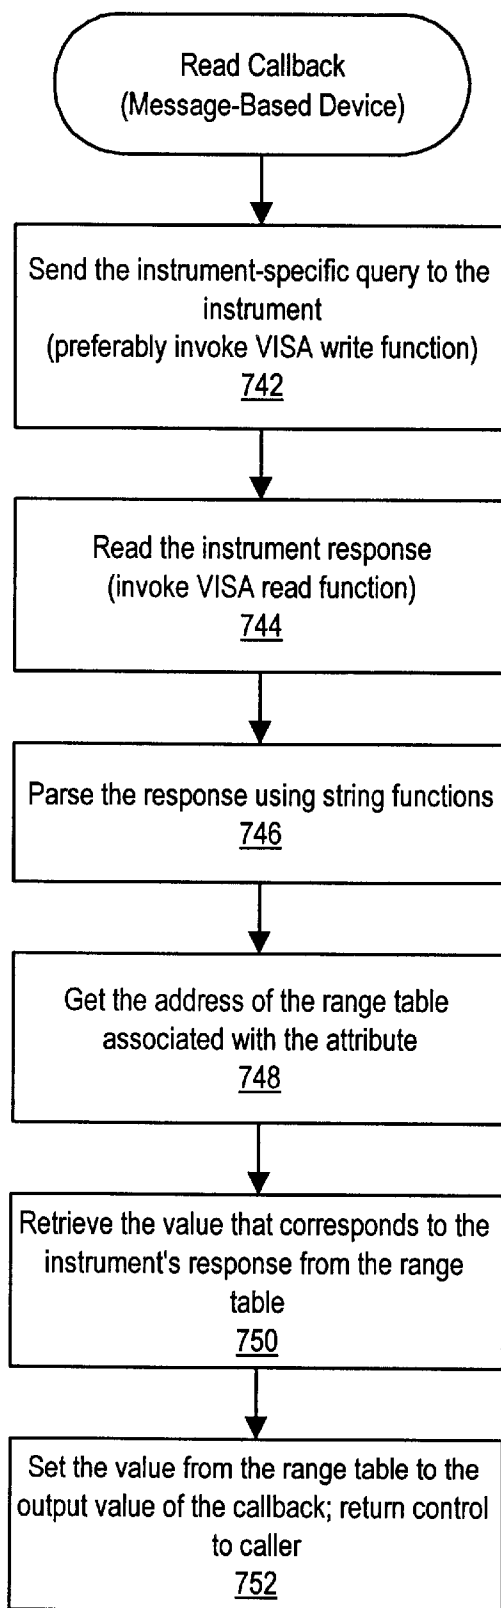 Read Callback
(Message-Based Device)
Send the instrument-specific query to the
instrument
(preferably invoke VISA write function)
742
Read the instrument response
(invoke VISA read function)
744
Parse the response using string functions
746
Get the address of the range table
associated with the attribute
748
Retrieve the value that corresponds to the
instrument's response from the range
table
750
Set the value from the range table to the
output value of the callback; return control
to caller
752